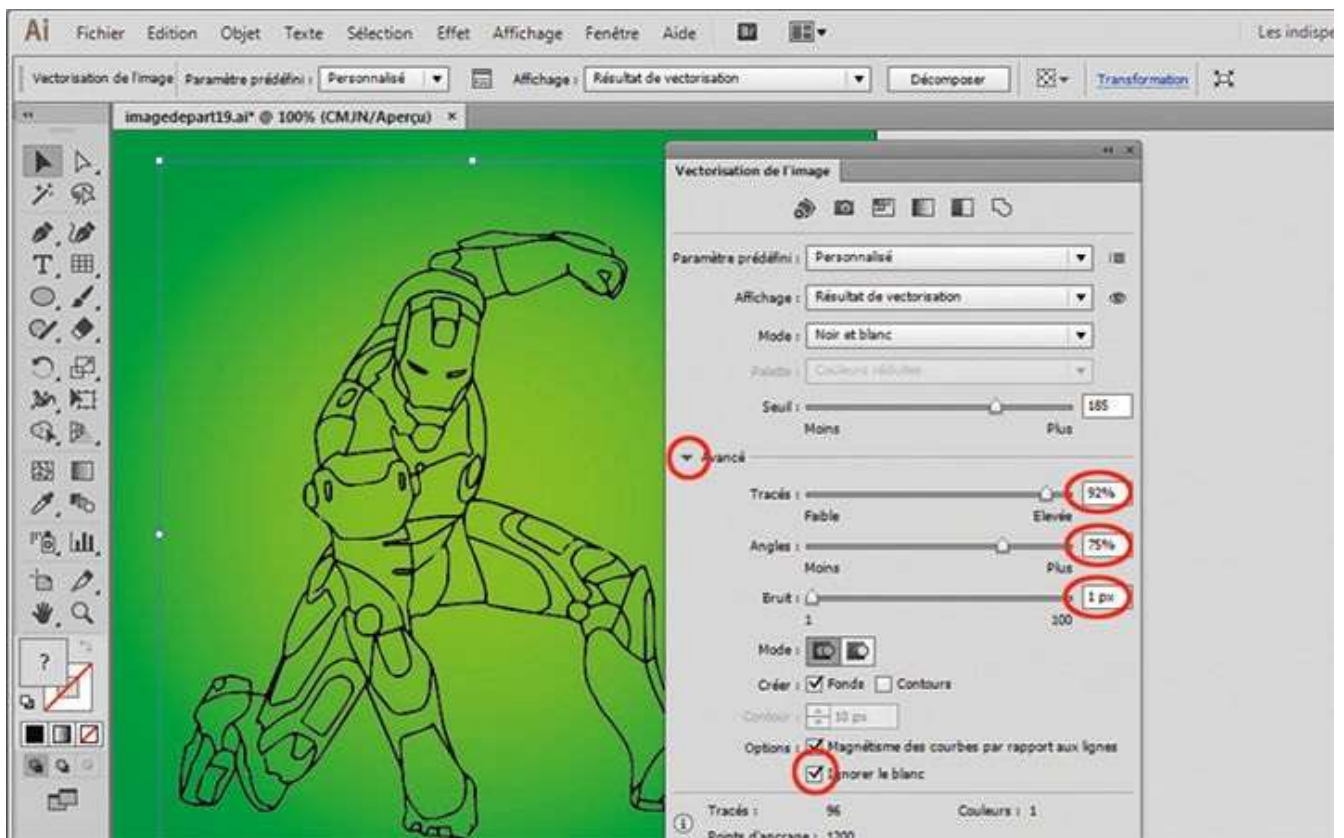 Ai Fichier Edition Objet Texte Sélection Effet Affichage Fenêtre Aide Br Les indispe
Vectorisation de l'image Paramètre prédéfini : Personnalisé Affichage : Résultat de vectorisation Décomposer Transformation
imagedepart19.ai* @ 100% (CMJN/Aperçu) ×
Vectorisation de l'image
Paramètre prédéfini : Personnalisé
Affichage : Résultat de vectorisation
Mode : Noir et blanc
Palette : Couleurs réduites
Seuil : 185
Moins Plus
Avancé
Tracés : 92%
Faible Elevée
Angles : 75%
Moins Plus
Bruit : 1 px
1 100
Mode :
Créer : Fonds Contours
Contour : 10 px
Options : Magnétisme des courbes par rapport aux lignes
Ignorer le blanc
Tracés : 96 Couleurs : 1
Points d'ancrage : 1200
?